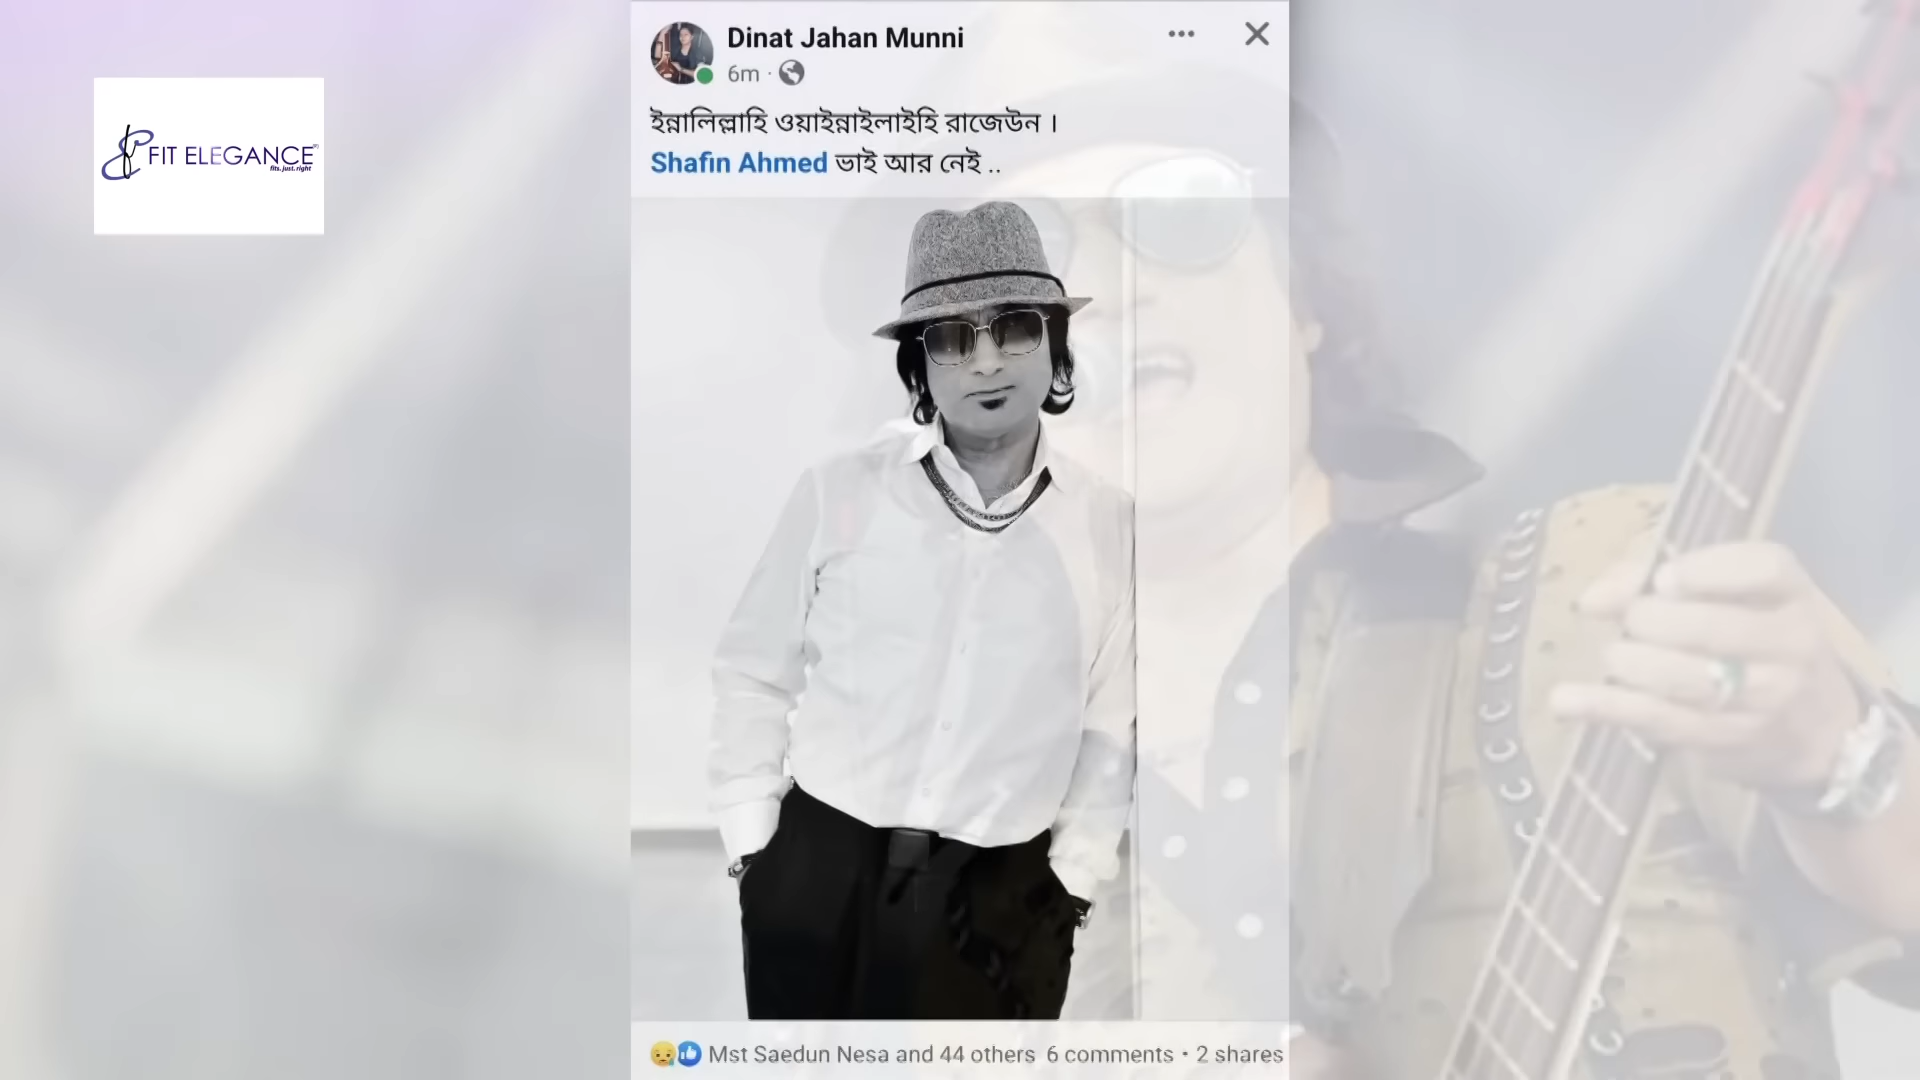 FIT ELEGANCE
fits.just.right
Dinat Jahan Munni
6m ·
ইন্নালিল্লাহি ওয়াইন্নাইলাইহি রাজেউন ।
Shafin Ahmed ভাই আর নেই ..
Mst Saedun Nesa and 44 others 6 comments • 2 shares